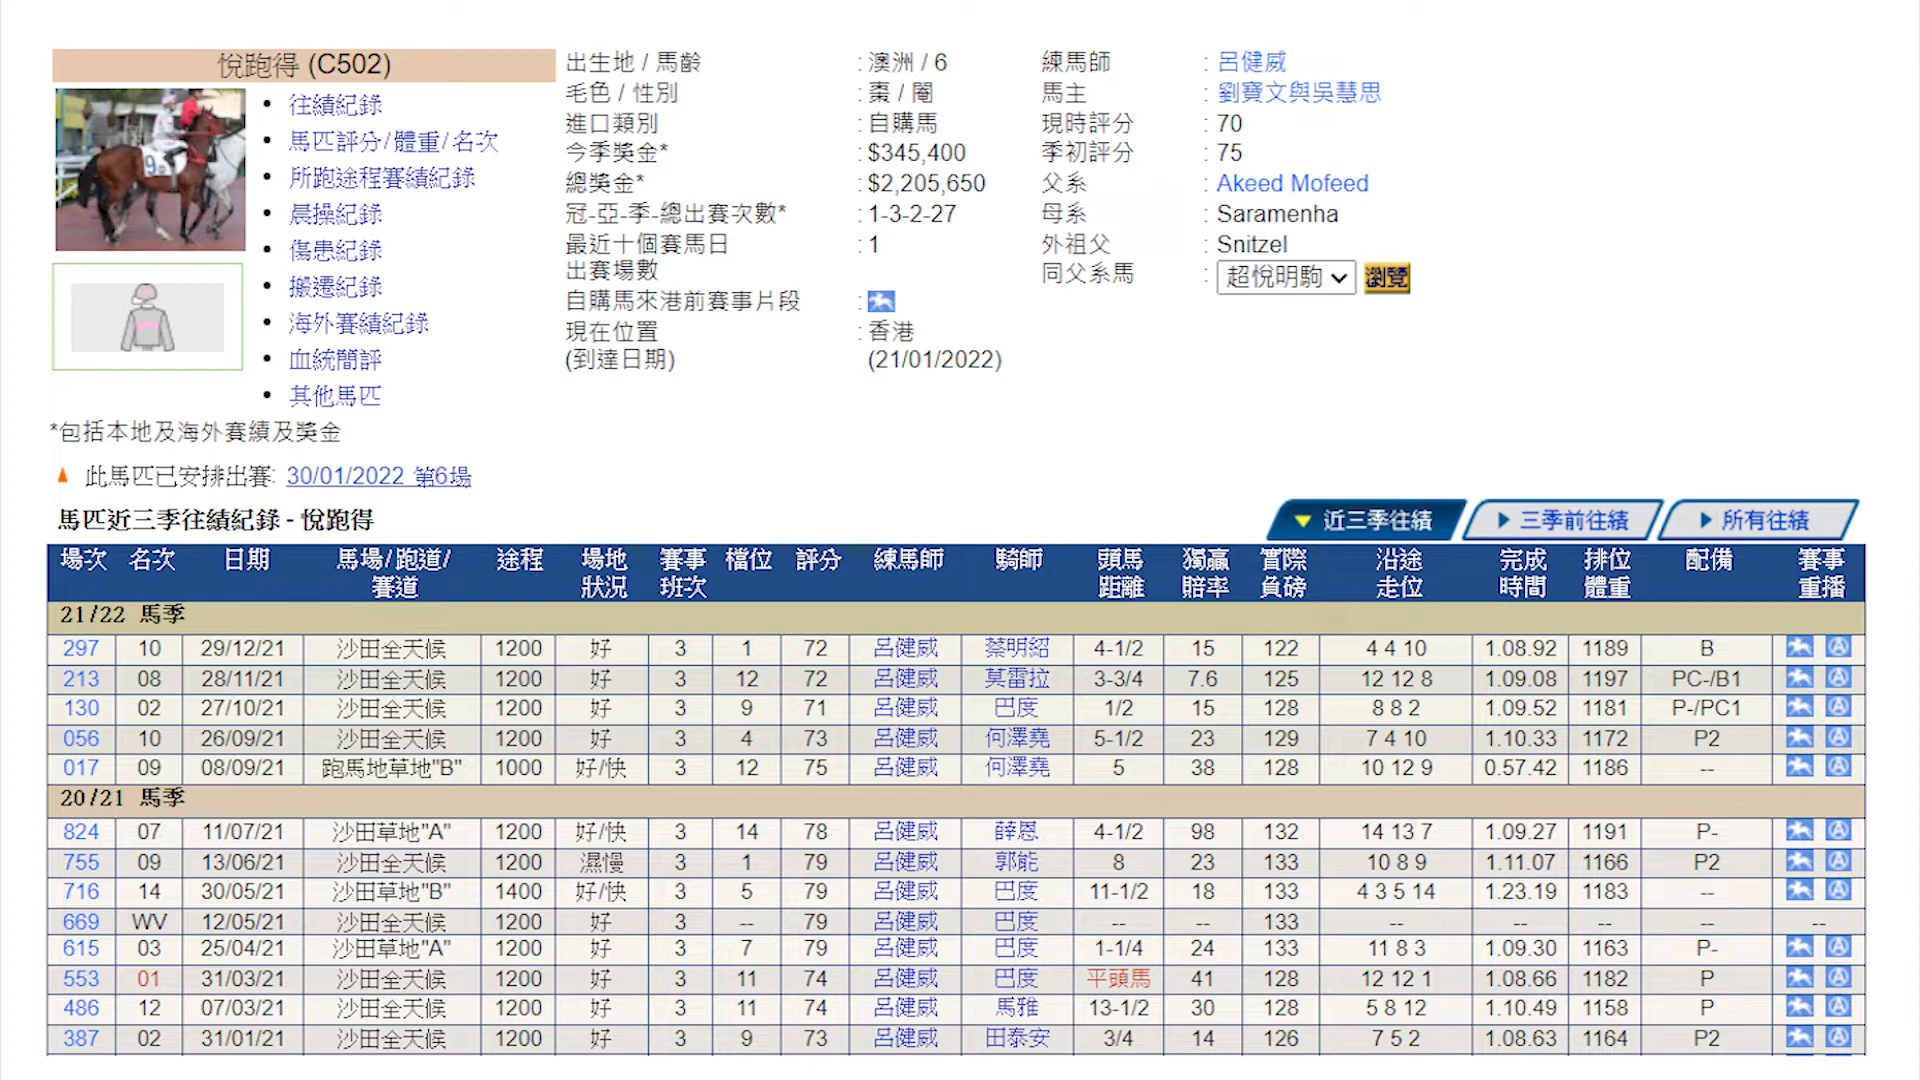 悅跑得 (C502)
往績紀錄
馬匹評分/體重/名次
所跑途程賽績紀錄
晨操紀錄
傷患紀錄
搬遷紀錄
海外賽績紀錄
血統簡評
其他馬匹
出生地 / 馬齡 : 澳洲 / 6
毛色 / 性別 : 棗 / 閹
進口類別 : 自購馬
今季獎金* : $345,400
總獎金* : $2,205,650
冠-亞-季-總出賽次數* : 1-3-2-27
最近十個賽馬日 : 1
出賽場數
自購馬來港前賽事片段 :
現在位置 : 香港
(到達日期) (21/01/2022)
練馬師 : 呂健威
馬主 : 劉寶文與吳慧思
現時評分 : 70
季初評分 : 75
父系 : Akeed Mofeed
母系 : Saramenha
外祖父 : Snitzel
同父系馬 : 超悅明駒 瀏覽
*包括本地及海外賽績及獎金
此馬匹已安排出賽: 30/01/2022 第6場
馬匹近三季往績紀錄 - 悅跑得
近三季往績 三季前往績 所有往績
場次 名次 日期 馬場/跑道/ 途程 場地 賽事 檔位 評分 練馬師 騎師 頭馬 獨贏 實際 沿途 完成 排位 配備 賽事
賽道 狀況 班次 距離 賠率 負磅 走位 時間 體重 重播
21/22 馬季
297 10 29/12/21 沙田全天候 1200 好 3 1 72 呂健威 蔡明紹 4-1/2 15 122 4 4 10 1.08.92 1189 B
213 08 28/11/21 沙田全天候 1200 好 3 12 72 呂健威 莫雷拉 3-3/4 7.6 125 12 12 8 1.09.08 1197 PC-/B1
130 02 27/10/21 沙田全天候 1200 好 3 9 71 呂健威 巴度 1/2 15 128 8 8 2 1.09.52 1181 P-/PC1
056 10 26/09/21 沙田全天候 1200 好 3 4 73 呂健威 何澤堯 5-1/2 23 129 7 4 10 1.10.33 1172 P2
017 09 08/09/21 跑馬地草地"B" 1000 好/快 3 12 75 呂健威 何澤堯 5 38 128 10 12 9 0.57.42 1186 --
20/21 馬季
824 07 11/07/21 沙田草地"A" 1200 好/快 3 14 78 呂健威 薛恩 4-1/2 98 132 14 13 7 1.09.27 1191 P-
755 09 13/06/21 沙田全天候 1200 濕慢 3 1 79 呂健威 郭能 8 23 133 10 8 9 1.11.07 1166 P2
716 14 30/05/21 沙田草地"B" 1400 好/快 3 5 79 呂健威 巴度 11-1/2 18 133 4 3 5 14 1.23.19 1183 --
669 WV 12/05/21 沙田全天候 1200 好 3 -- 79 呂健威 巴度 -- -- 133 -- -- -- -- --
615 03 25/04/21 沙田草地"A" 1200 好 3 7 79 呂健威 巴度 1-1/4 24 133 11 8 3 1.09.30 1163 P-
553 01 31/03/21 沙田全天候 1200 好 3 11 74 呂健威 巴度 平頭馬 41 128 12 12 1 1.08.66 1182 P
486 12 07/03/21 沙田全天候 1200 好 3 11 74 呂健威 馬雅 13-1/2 30 128 5 8 12 1.10.49 1158 P
387 02 31/01/21 沙田全天候 1200 好 3 9 73 呂健威 田泰安 3/4 14 126 7 5 2 1.08.63 1164 P2